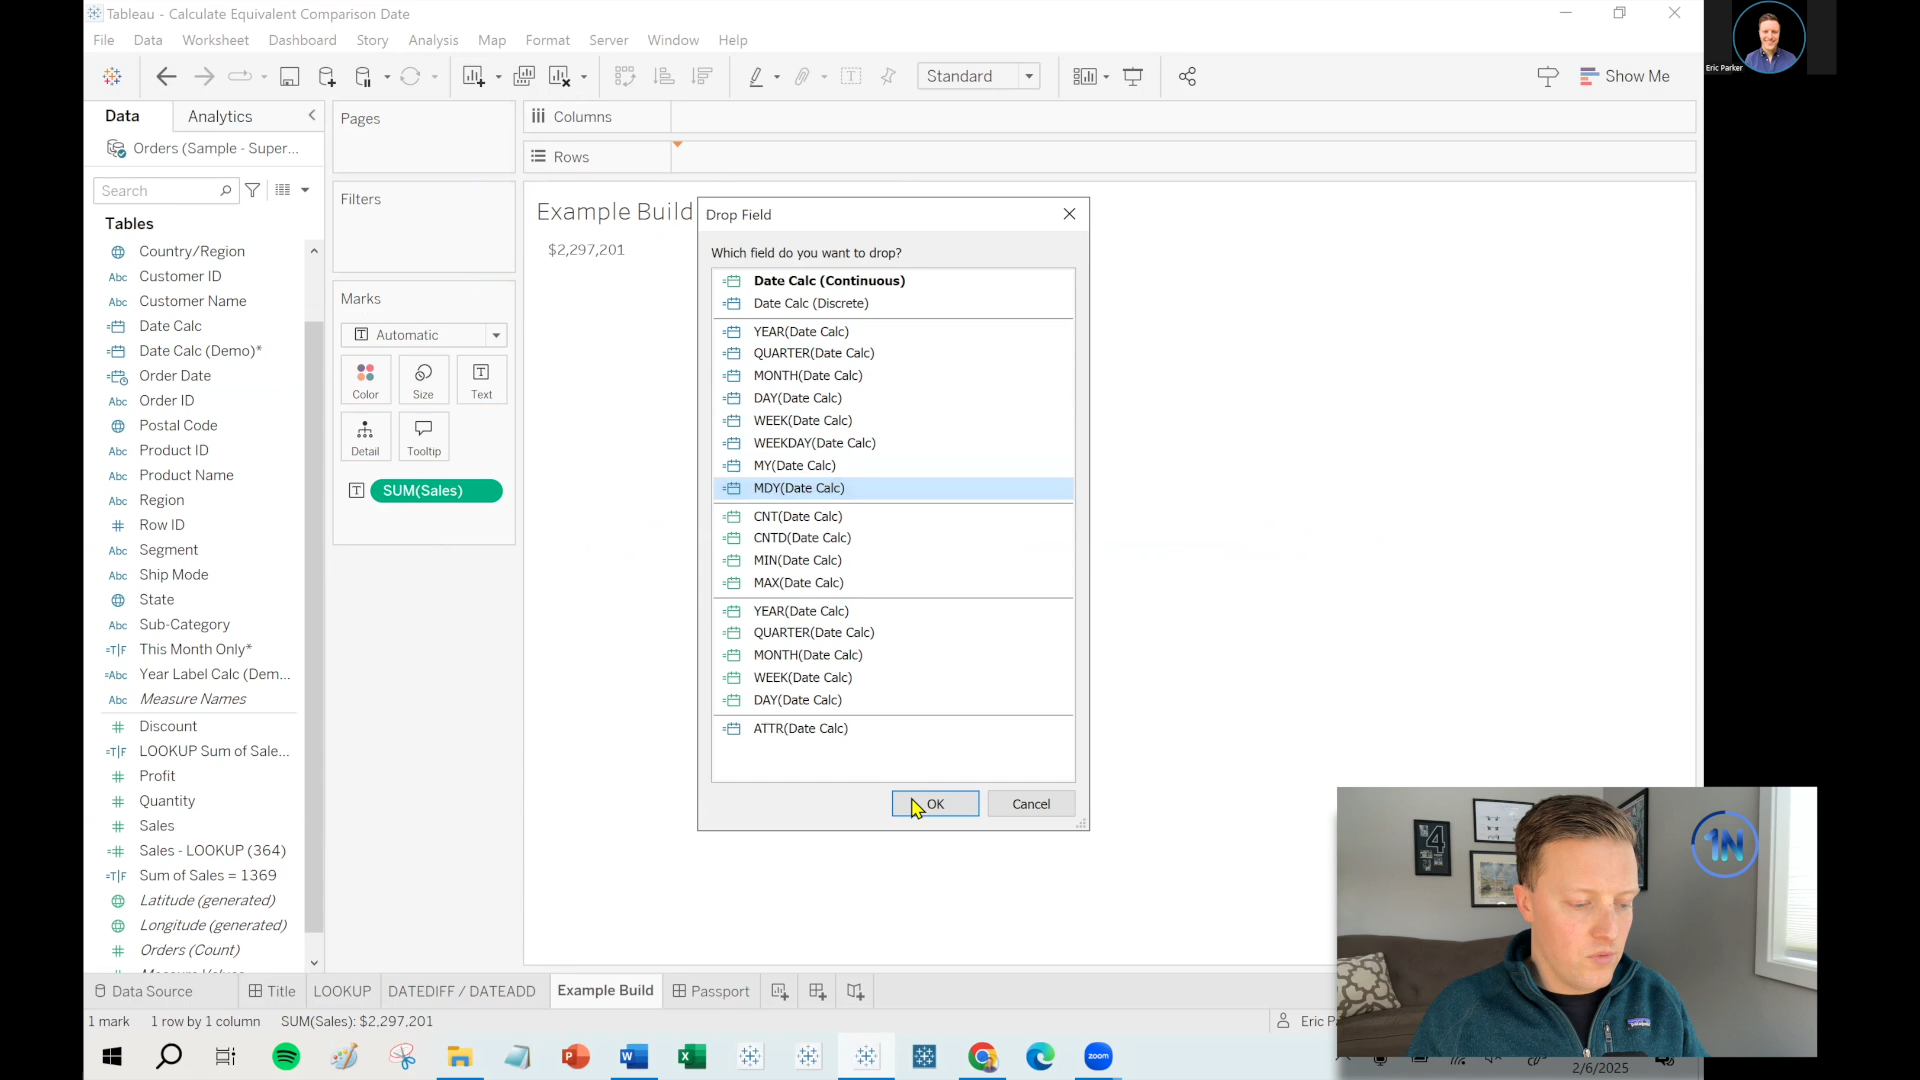 Tableau - Calculate Equivalent Comparison Date
Eric Parker
File Data Worksheet Dashboard Story Analysis Map Format Server Window Help
Standard
Show Me
Data
Analytics
Pages
Columns
Orders (Sample - Super...
Rows
Search
Filters
Tables
Country/Region
Customer ID
Customer Name
Date Calc
Date Calc (Demo)*
Order Date
Order ID
Postal Code
Product ID
Product Name
Region
Row ID
Segment
Ship Mode
State
Sub-Category
This Month Only*
Year Label Calc (Dem...
Measure Names
Discount
LOOKUP Sum of Sale...
Profit
Quantity
Sales
Sales - LOOKUP (364)
Sum of Sales = 1369
Latitude (generated)
Longitude (generated)
Orders (Count)
Marks
Automatic
Color
Size
Text
Detail
Tooltip
SUM(Sales)
Example Build
$2,297,201
Drop Field
Which field do you want to drop?
Date Calc (Continuous)
Date Calc (Discrete)
YEAR(Date Calc)
QUARTER(Date Calc)
MONTH(Date Calc)
DAY(Date Calc)
WEEK(Date Calc)
WEEKDAY(Date Calc)
MY(Date Calc)
MDY(Date Calc)
CNT(Date Calc)
CNTD(Date Calc)
MIN(Date Calc)
MAX(Date Calc)
YEAR(Date Calc)
QUARTER(Date Calc)
MONTH(Date Calc)
WEEK(Date Calc)
DAY(Date Calc)
ATTR(Date Calc)
OK
Cancel
4
1N
Data Source
Title
LOOKUP
DATEDIFF / DATEADD
Example Build
Passport
1 mark
1 row by 1 column
SUM(Sales): $2,297,201
Eric
zoom
2/6/2025